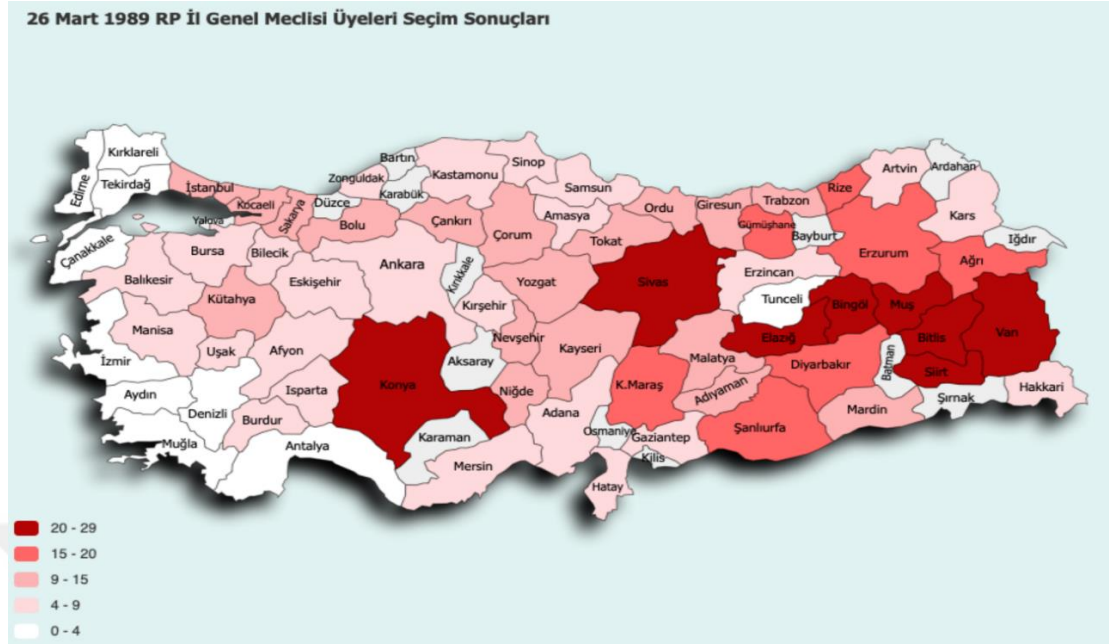 26 Mart 1989 RP İl Genel Meclisi Üyeleri Seçim Sonuçları
Kırklareli
Edirne
Tekirdağ
İstanbul
Kocaeli
Yalova
Sakarya
Düzce
Bolu
Zonguldak
Bartın
Karabük
Kastamonu
Sinop
Samsun
Çankırı
Çorum
Amasya
Tokat
Ordu
Giresun
Trabzon
Gümüşhane
Rize
Artvin
Ardahan
Kars
Iğdır
Bayburt
Erzurum
Ağrı
Çanakkale
Balıkesir
Bursa
Bilecik
Kütahya
Eskişehir
Ankara
Kırıkkale
Kırşehir
Yozgat
Sivas
Erzincan
Tunceli
Bingöl
Muş
Bitlis
Van
Elazığ
Siirt
Batman
Hakkari
Şırnak
Mardin
Diyarbakır
Malatya
Adıyaman
Şanlıurfa
K.Maraş
Kayseri
Nevşehir
Niğde
Aksaray
Konya
Karaman
Afyon
Uşak
Manisa
İzmir
Aydın
Denizli
Muğla
Burdur
Isparta
Antalya
Mersin
Adana
Osmaniye
Gaziantep
Kilis
Hatay
20 - 29
15 - 20
9 - 15
4 - 9
0 - 4